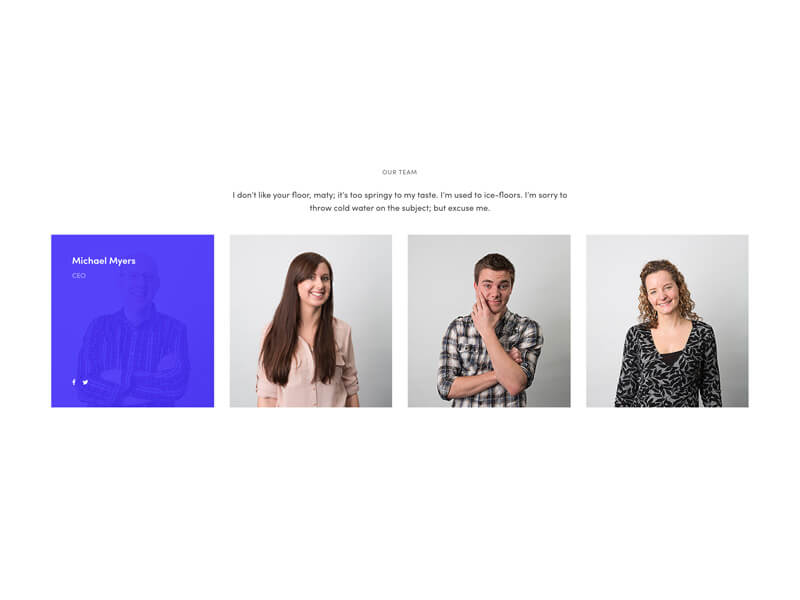 OUR TEAM
I don't like your floor, maty; it's too springy to my taste. I'm used to ice-floors. I'm sorry to
throw cold water on the subject; but excuse me.
Michael Myers
CEO